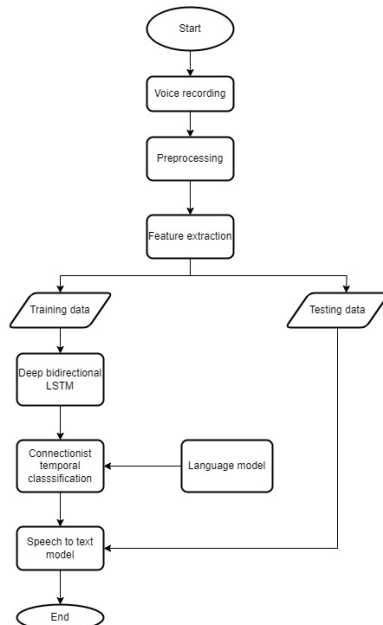 Start
Voice recording
Preprocessing
Feature extraction
Training data
Testing data
Deep bidirectional
LSTM
Connectionist
temporal
classsification
Language model
Speech to text
model
End